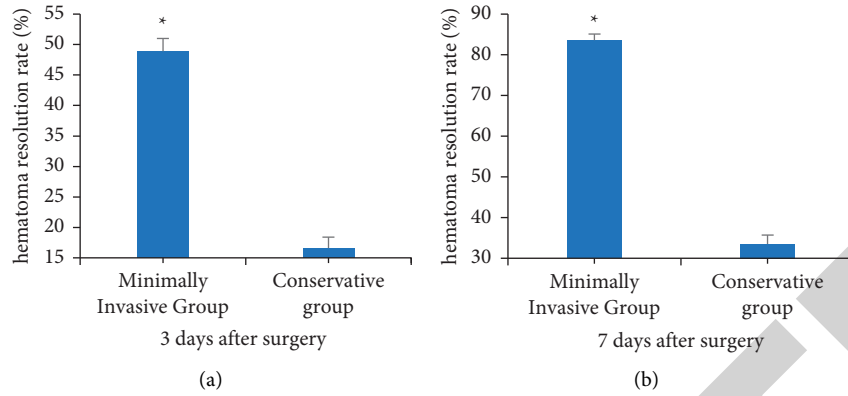 hematoma resolution rate (%)
55
50
45
40
35
30
25
20
15
*
Minimally
Invasive Group
Conservative
group
3 days after surgery
(a)
hematoma resolution rate (%)
90
80
70
60
50
40
30
*
Minimally
Invasive Group
Conservative
group
7 days after surgery
(b)